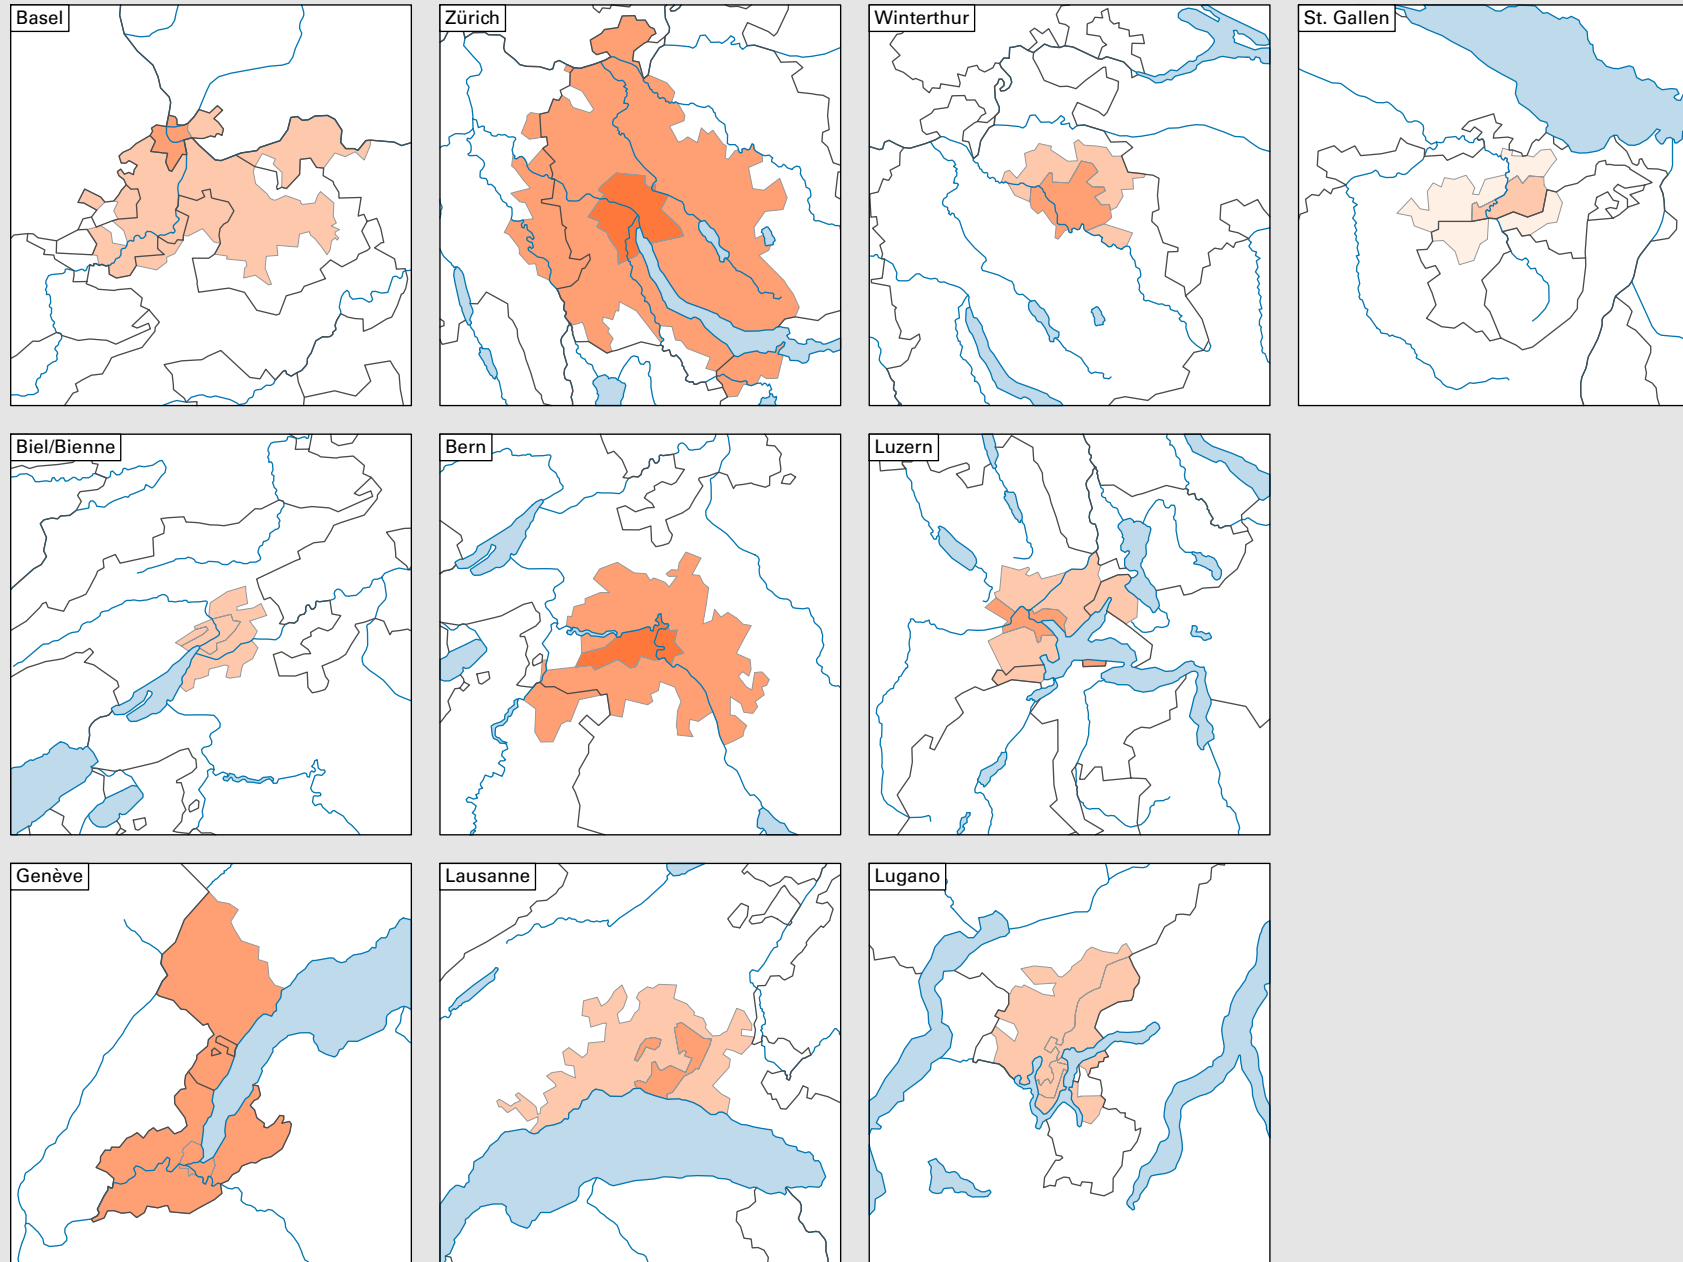 Basel
Zürich
Winterthur
St. Gallen
Biel/Bienne
Bern
Luzern
Genève
Lausanne
Lugano